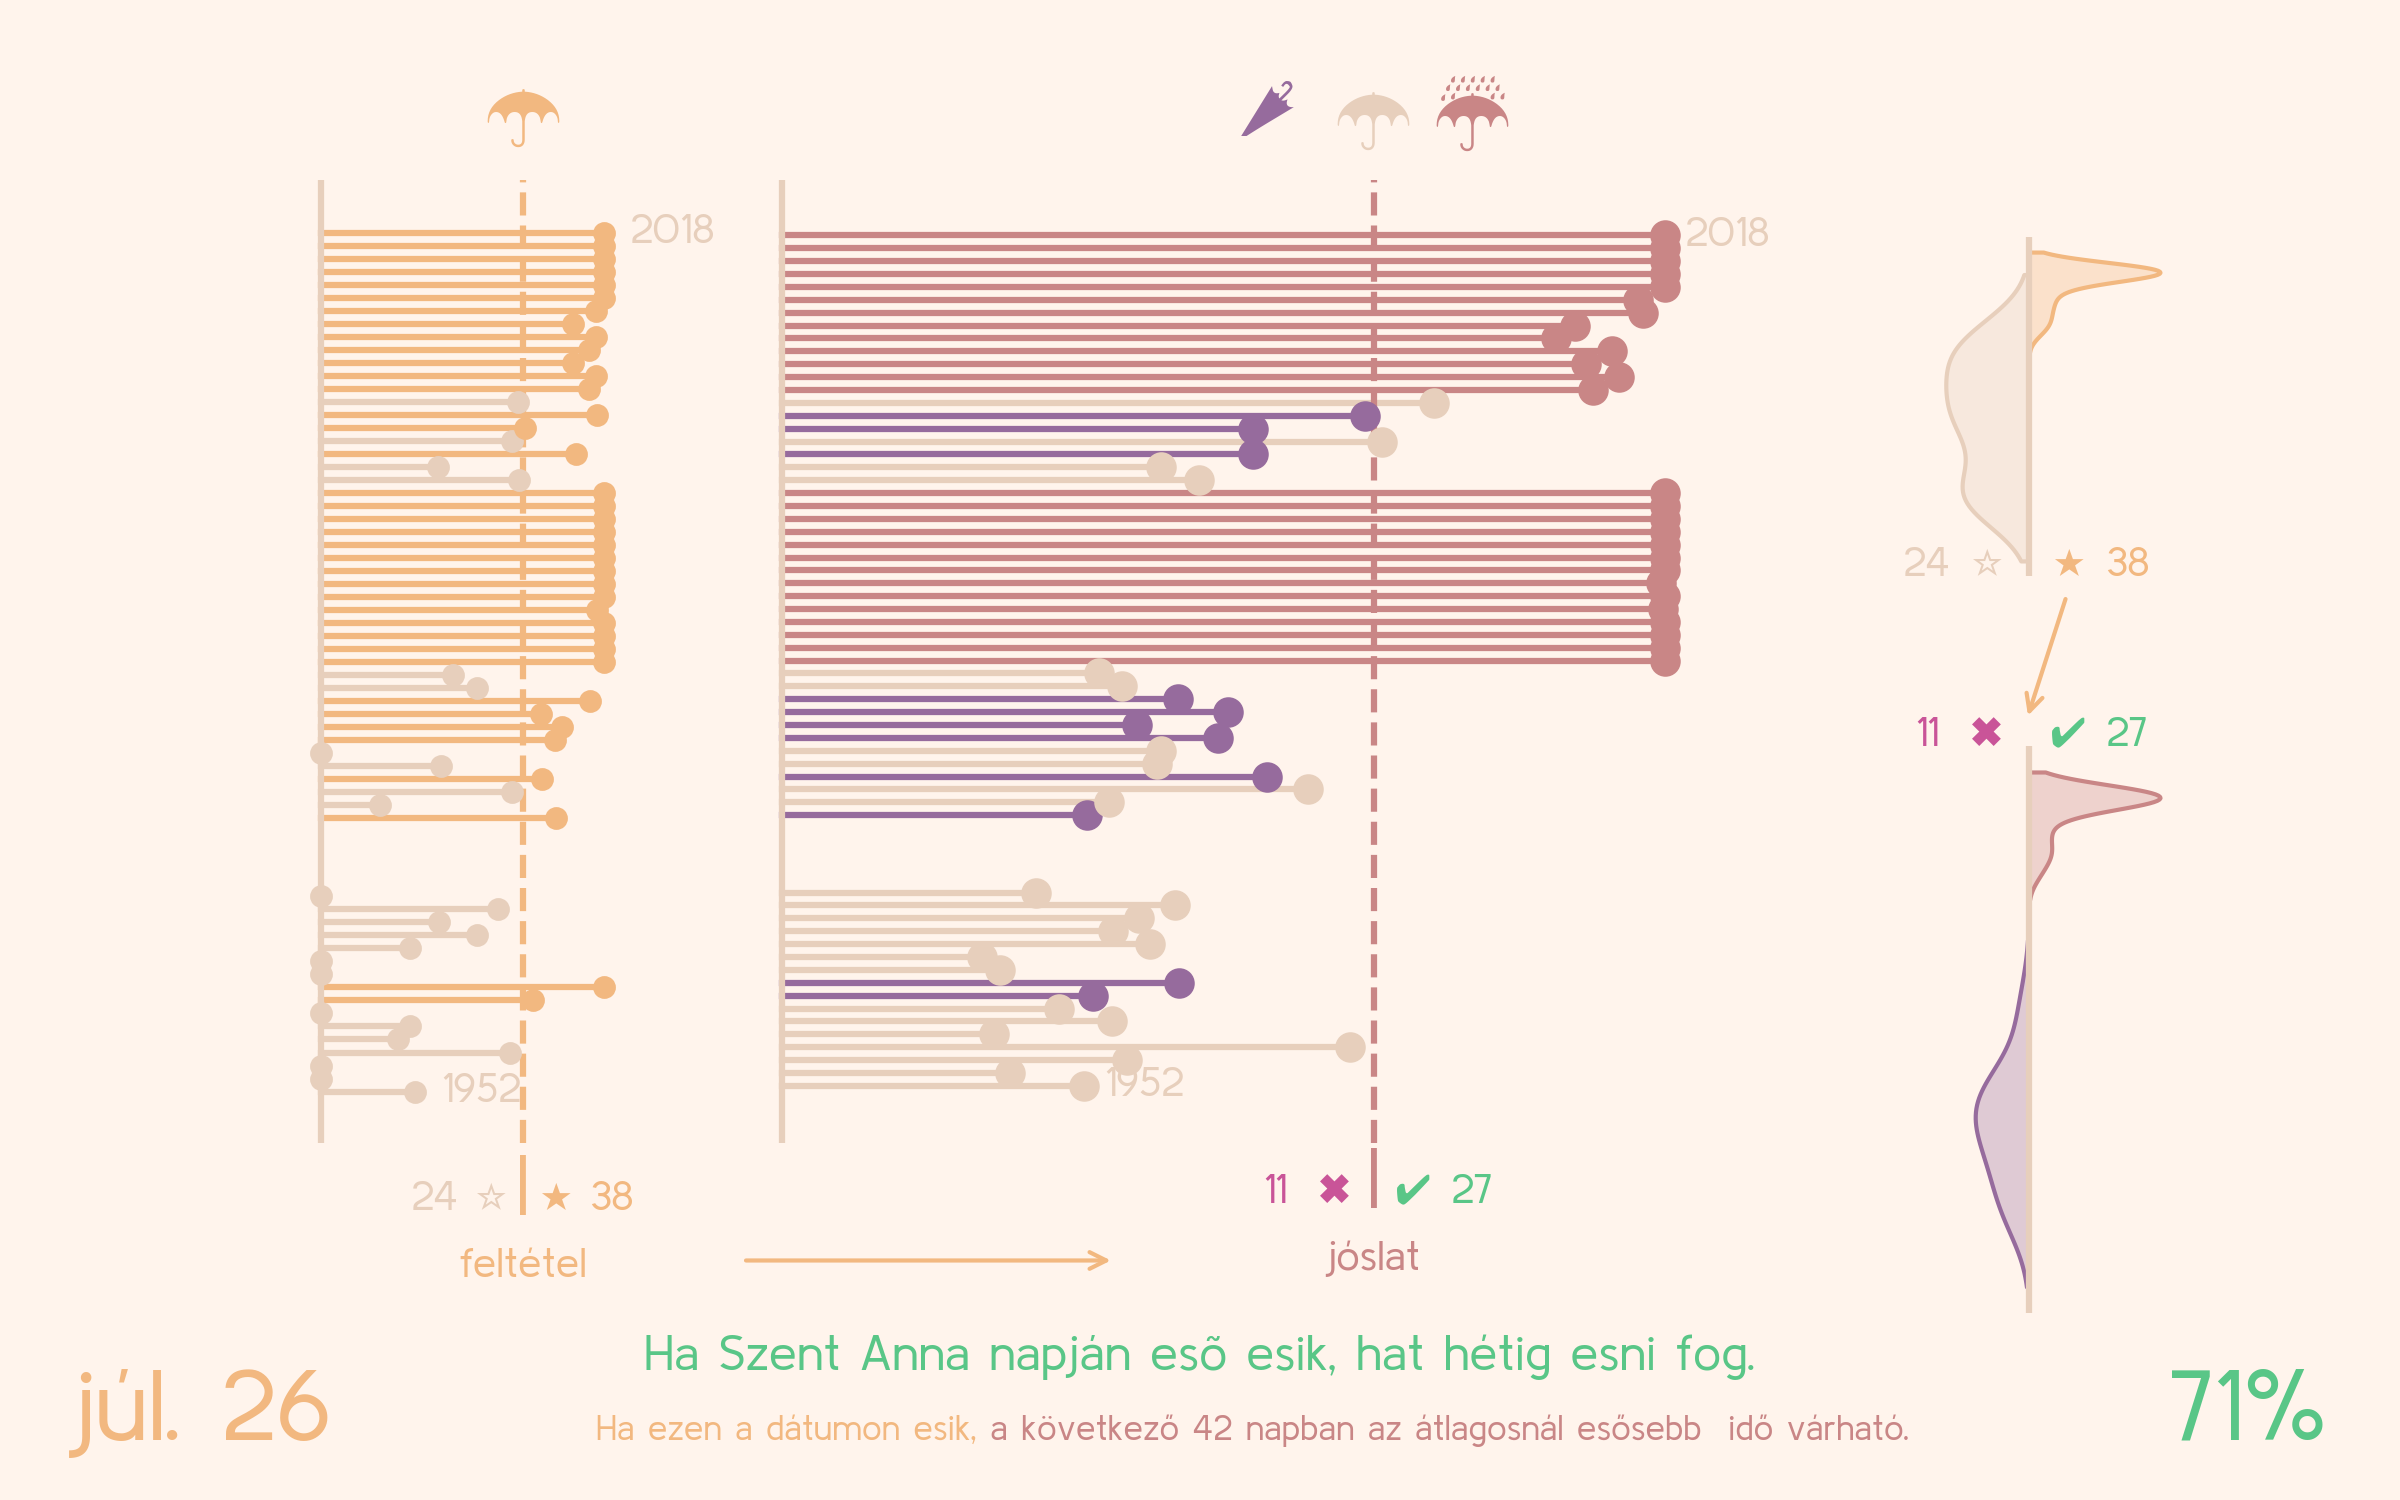 2018
2018
24 ☆ ★ 38
11 ✖ ✔ 27
1952
1952
24 ☆ ★ 38
11 ✖ ✔ 27
feltétel
jóslat
Ha Szent Anna napján esõ esik, hat hétig esni fog.
júl. 26
71%
Ha ezen a dátumon esik, a következő 42 napban az átlagosnál esősebb idő várható.